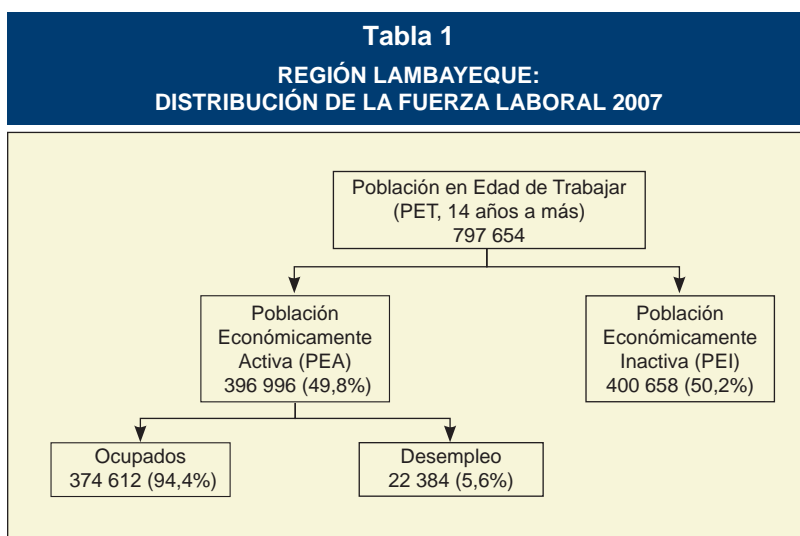 Tabla 1
REGIÓN LAMBAYEQUE:
DISTRIBUCIÓN DE LA FUERZA LABORAL 2007
Población en Edad de Trabajar
(PET, 14 años a más)
797 654
Población
Económicamente
Activa (PEA)
396 996 (49,8%)
Población
Económicamente
Inactiva (PEI)
400 658 (50,2%)
Ocupados
374 612 (94,4%)
Desempleo
22 384 (5,6%)